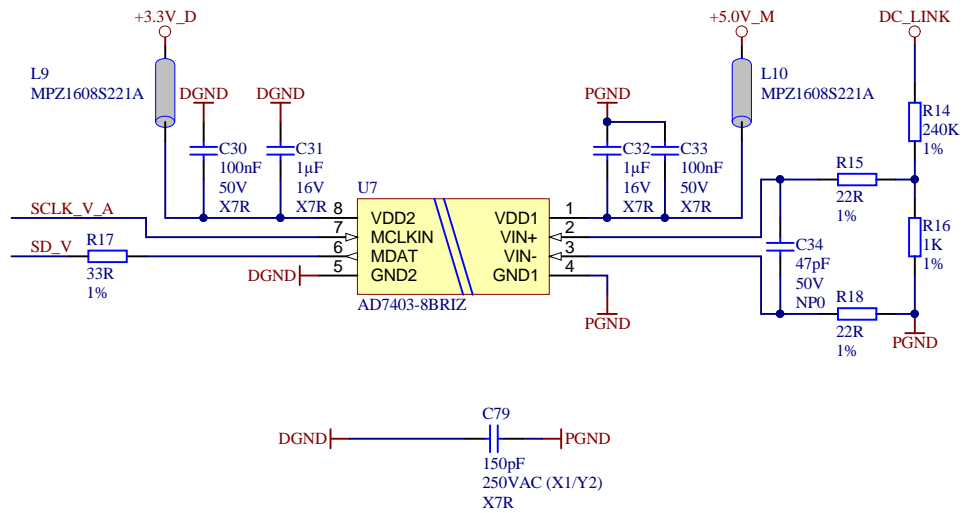 +3.3V_D
+5.0V_M
DC_LINK
L9
MPZ1608S221A
DGND
DGND
PGND
L10
MPZ1608S221A
R14
240K
1%
C30
100nF
50V
X7R
C31
1µF
16V
X7R
C32
1µF
16V
X7R
C33
100nF
50V
X7R
R15
22R
1%
U7
SCLK_V_A
8
VDD2
VDD1
1
7
MCLKIN
VIN+
2
SD_V
R17
33R
1%
6
MDAT
VIN-
3
DGND
5
GND2
GND1
4
AD7403-8BRIZ
PGND
C34
47pF
50V
NP0
R16
1K
1%
R18
22R
1%
PGND
DGND
C79
PGND
150pF
250VAC (X1/Y2)
X7R